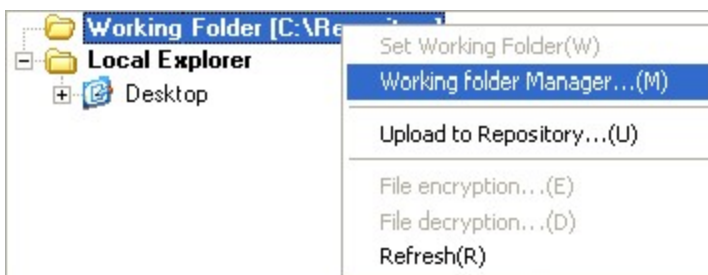 Working Folder [C:\Re
Local Explorer
Desktop
Set Working Folder(W)
Working folder Manager...(M)
Upload to Repository...(U)
File encryption...(E)
File decryption...(D)
Refresh(R)